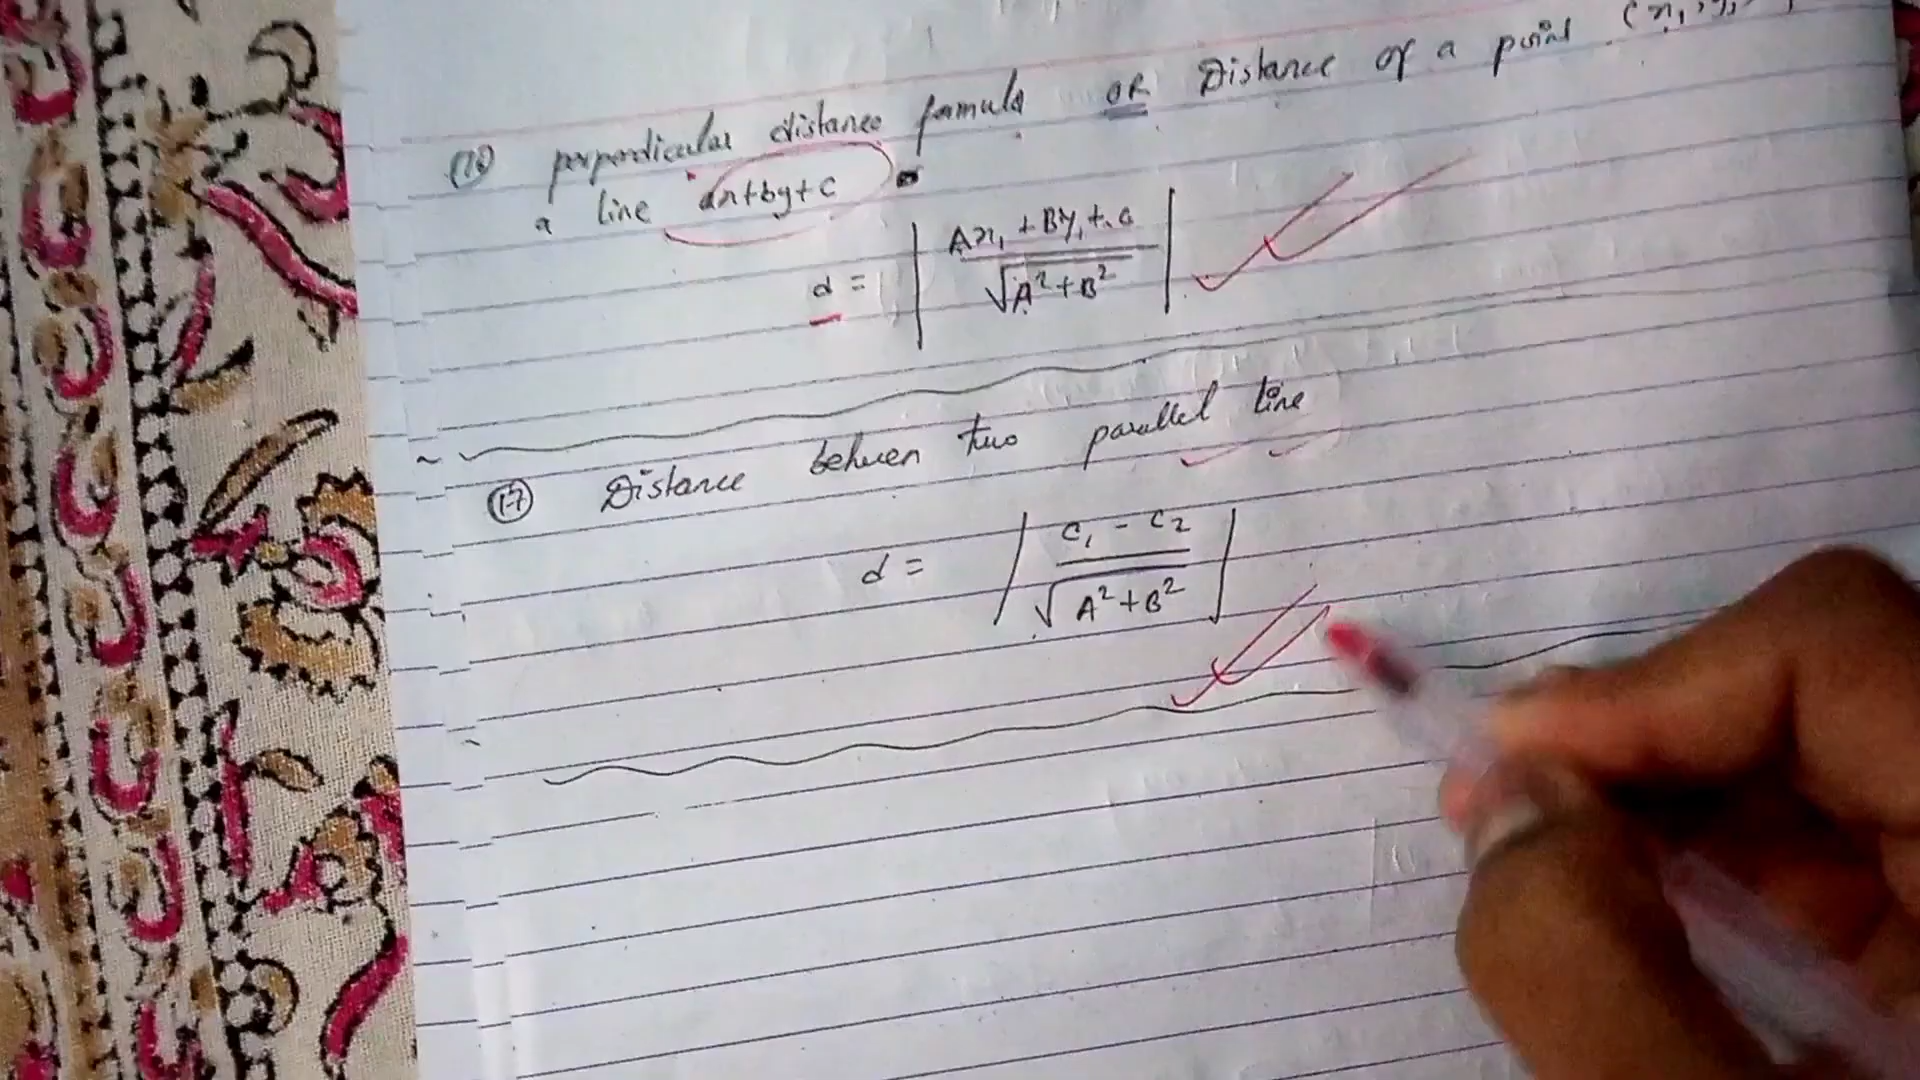 (16) perpendicular distance famula OR Distance of a point (x₁, y₁
a line ax+by+c
d = | Ax₁ + By₁ + c / √A²+B² |
(17) Distance between two parallel line
d = | c₁ - c₂ / √A²+B² |